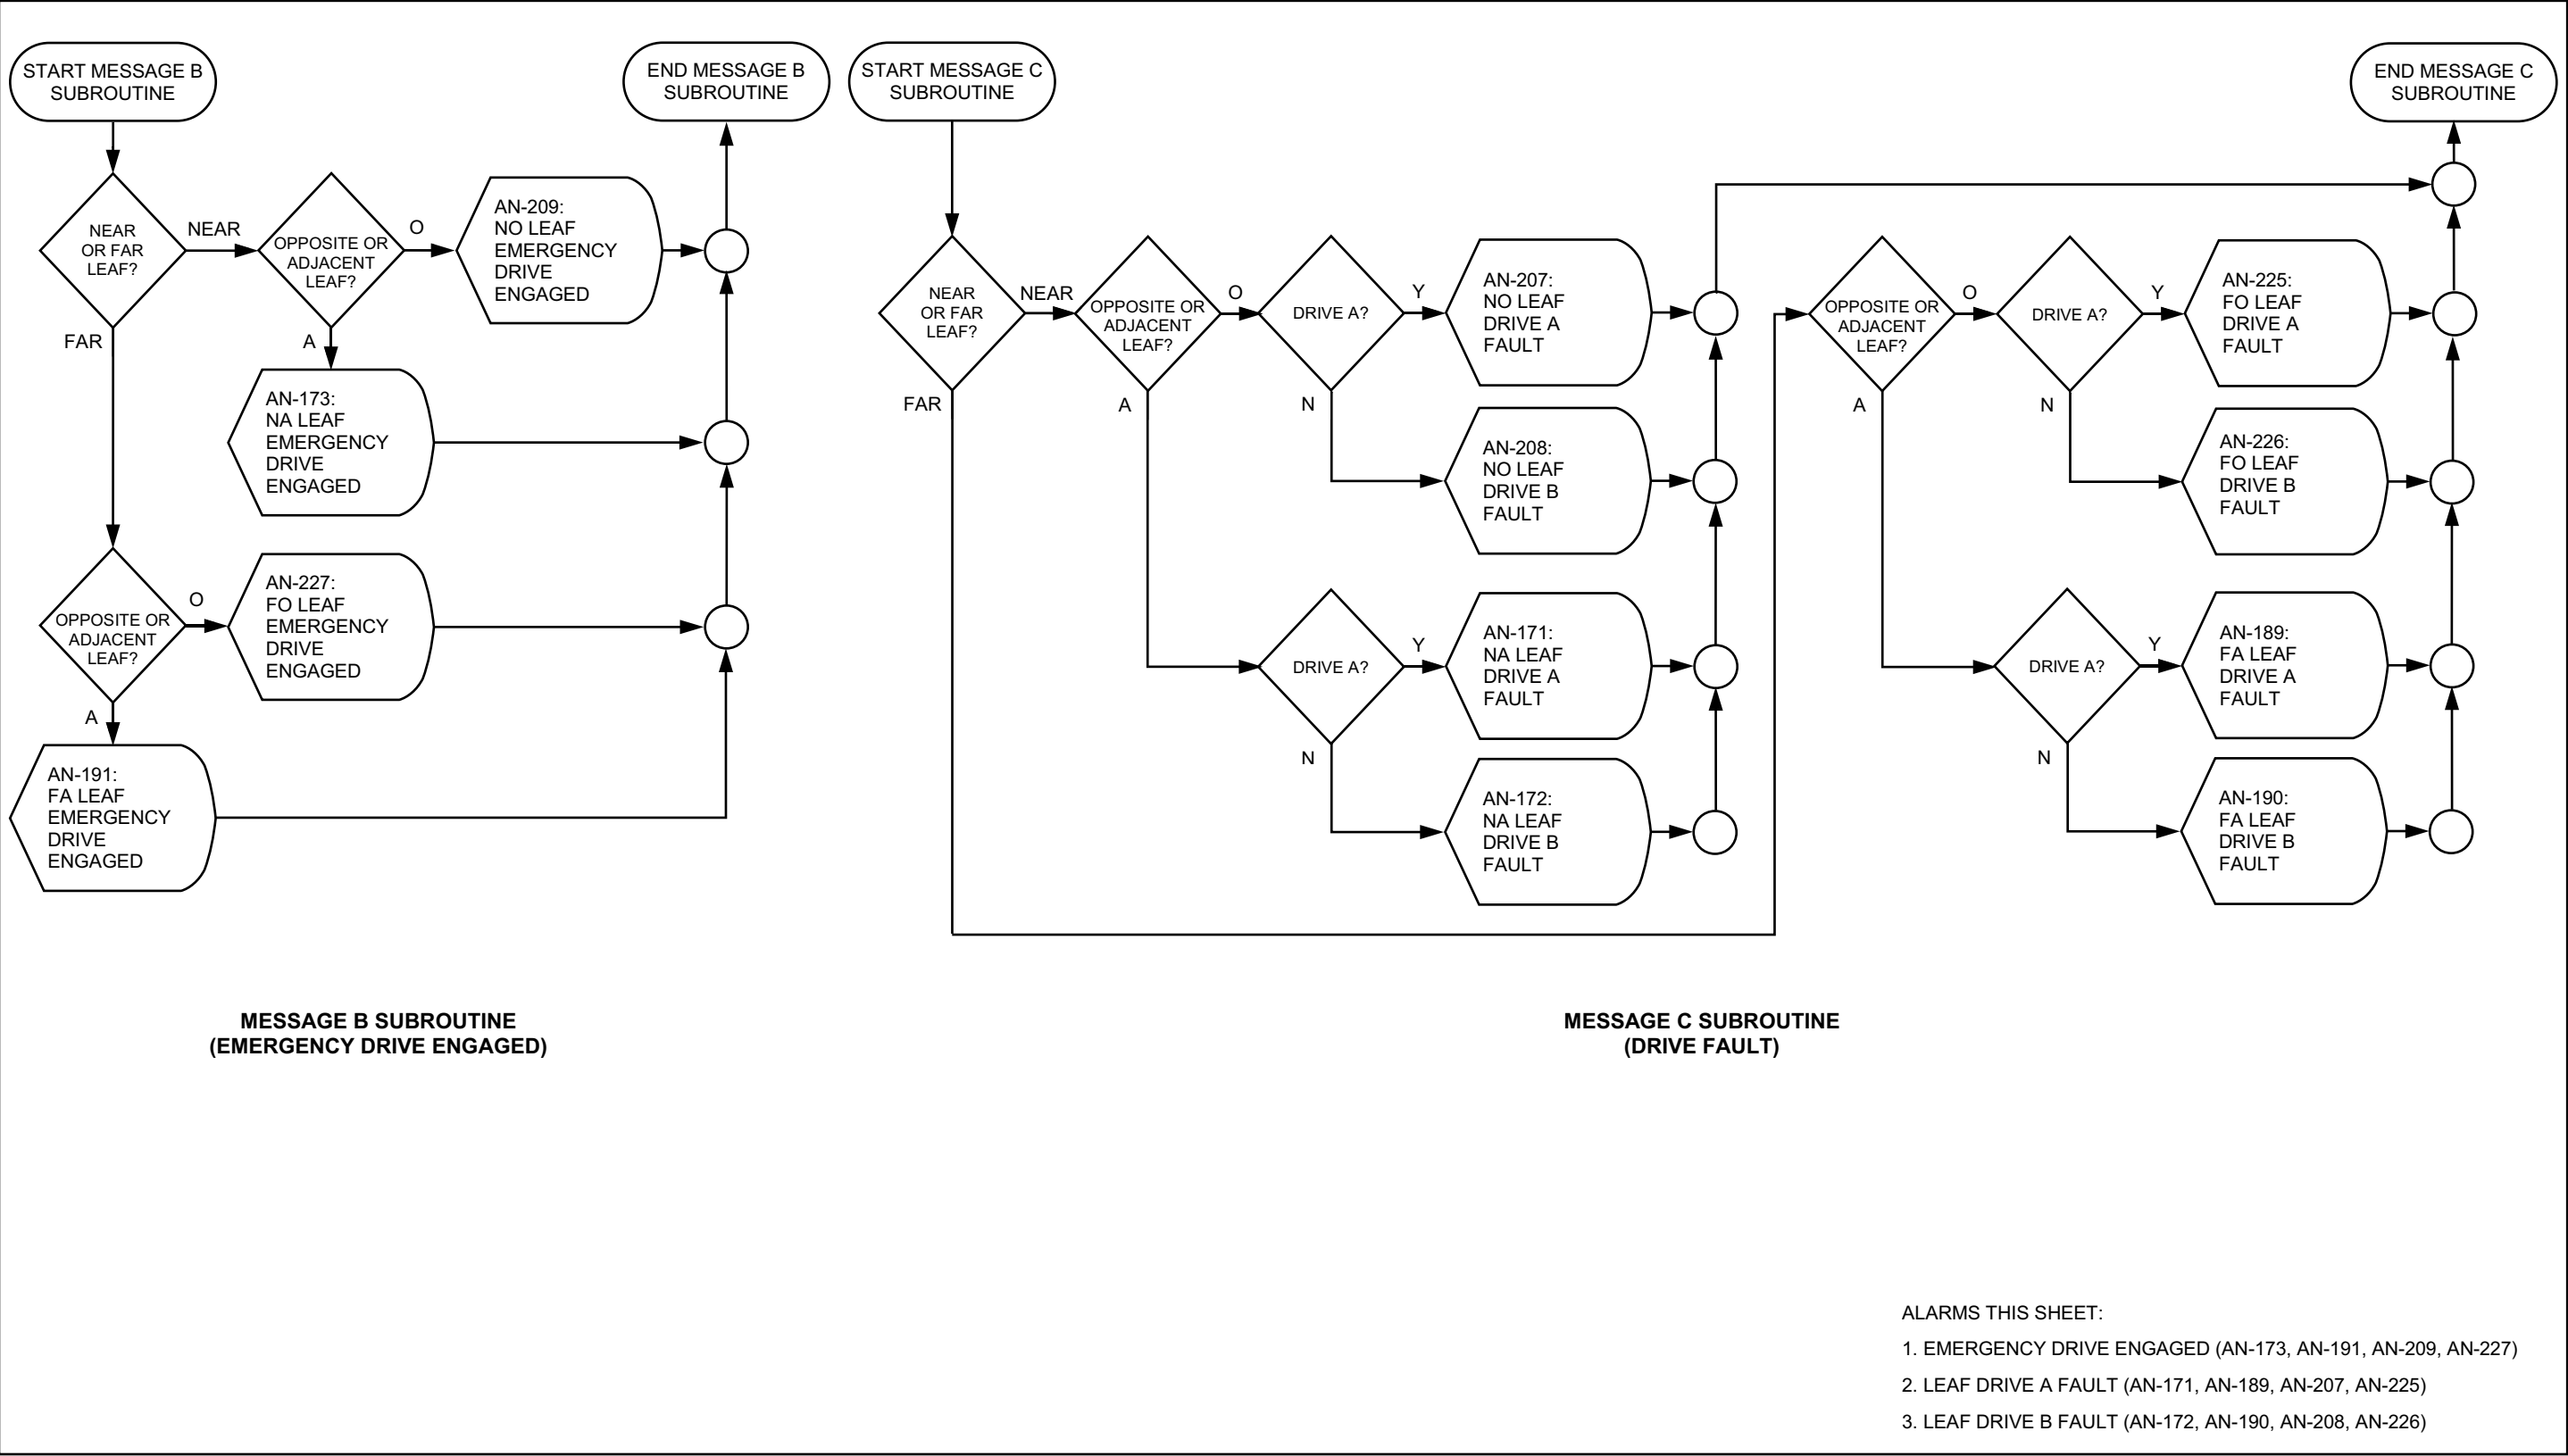 START MESSAGE B
SUBROUTINE
END MESSAGE B
SUBROUTINE
NEAR
OR FAR
LEAF?
NEAR
FAR
OPPOSITE OR
ADJACENT
LEAF?
O
A
AN-209:
NO LEAF
EMERGENCY
DRIVE
ENGAGED
AN-173:
NA LEAF
EMERGENCY
DRIVE
ENGAGED
OPPOSITE OR
ADJACENT
LEAF?
O
A
AN-227:
FO LEAF
EMERGENCY
DRIVE
ENGAGED
AN-191:
FA LEAF
EMERGENCY
DRIVE
ENGAGED
MESSAGE B SUBROUTINE
(EMERGENCY DRIVE ENGAGED)
START MESSAGE C
SUBROUTINE
END MESSAGE C
SUBROUTINE
NEAR
OR FAR
LEAF?
NEAR
FAR
OPPOSITE OR
ADJACENT
LEAF?
O
A
DRIVE A?
Y
N
AN-207:
NO LEAF
DRIVE A
FAULT
AN-208:
NO LEAF
DRIVE B
FAULT
DRIVE A?
Y
N
AN-171:
NA LEAF
DRIVE A
FAULT
AN-172:
NA LEAF
DRIVE B
FAULT
OPPOSITE OR
ADJACENT
LEAF?
O
A
DRIVE A?
Y
N
AN-225:
FO LEAF
DRIVE A
FAULT
AN-226:
FO LEAF
DRIVE B
FAULT
DRIVE A?
Y
N
AN-189:
FA LEAF
DRIVE A
FAULT
AN-190:
FA LEAF
DRIVE B
FAULT
MESSAGE C SUBROUTINE
(DRIVE FAULT)
ALARMS THIS SHEET:
1. EMERGENCY DRIVE ENGAGED (AN-173, AN-191, AN-209, AN-227)
2. LEAF DRIVE A FAULT (AN-171, AN-189, AN-207, AN-225)
3. LEAF DRIVE B FAULT (AN-172, AN-190, AN-208, AN-226)